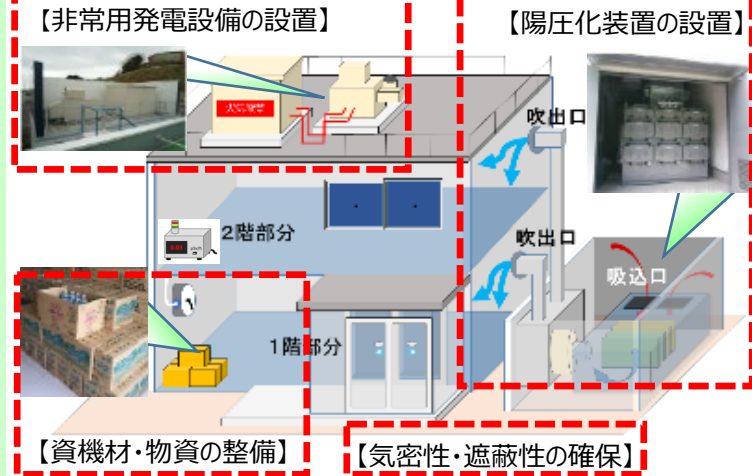 【非常用発電設備の設置】
【陽圧化装置の設置】
吹出口
2階部分
吹出口
吸込口
1階部分
【資機材・物資の整備】
【気密性・遮蔽性の確保】